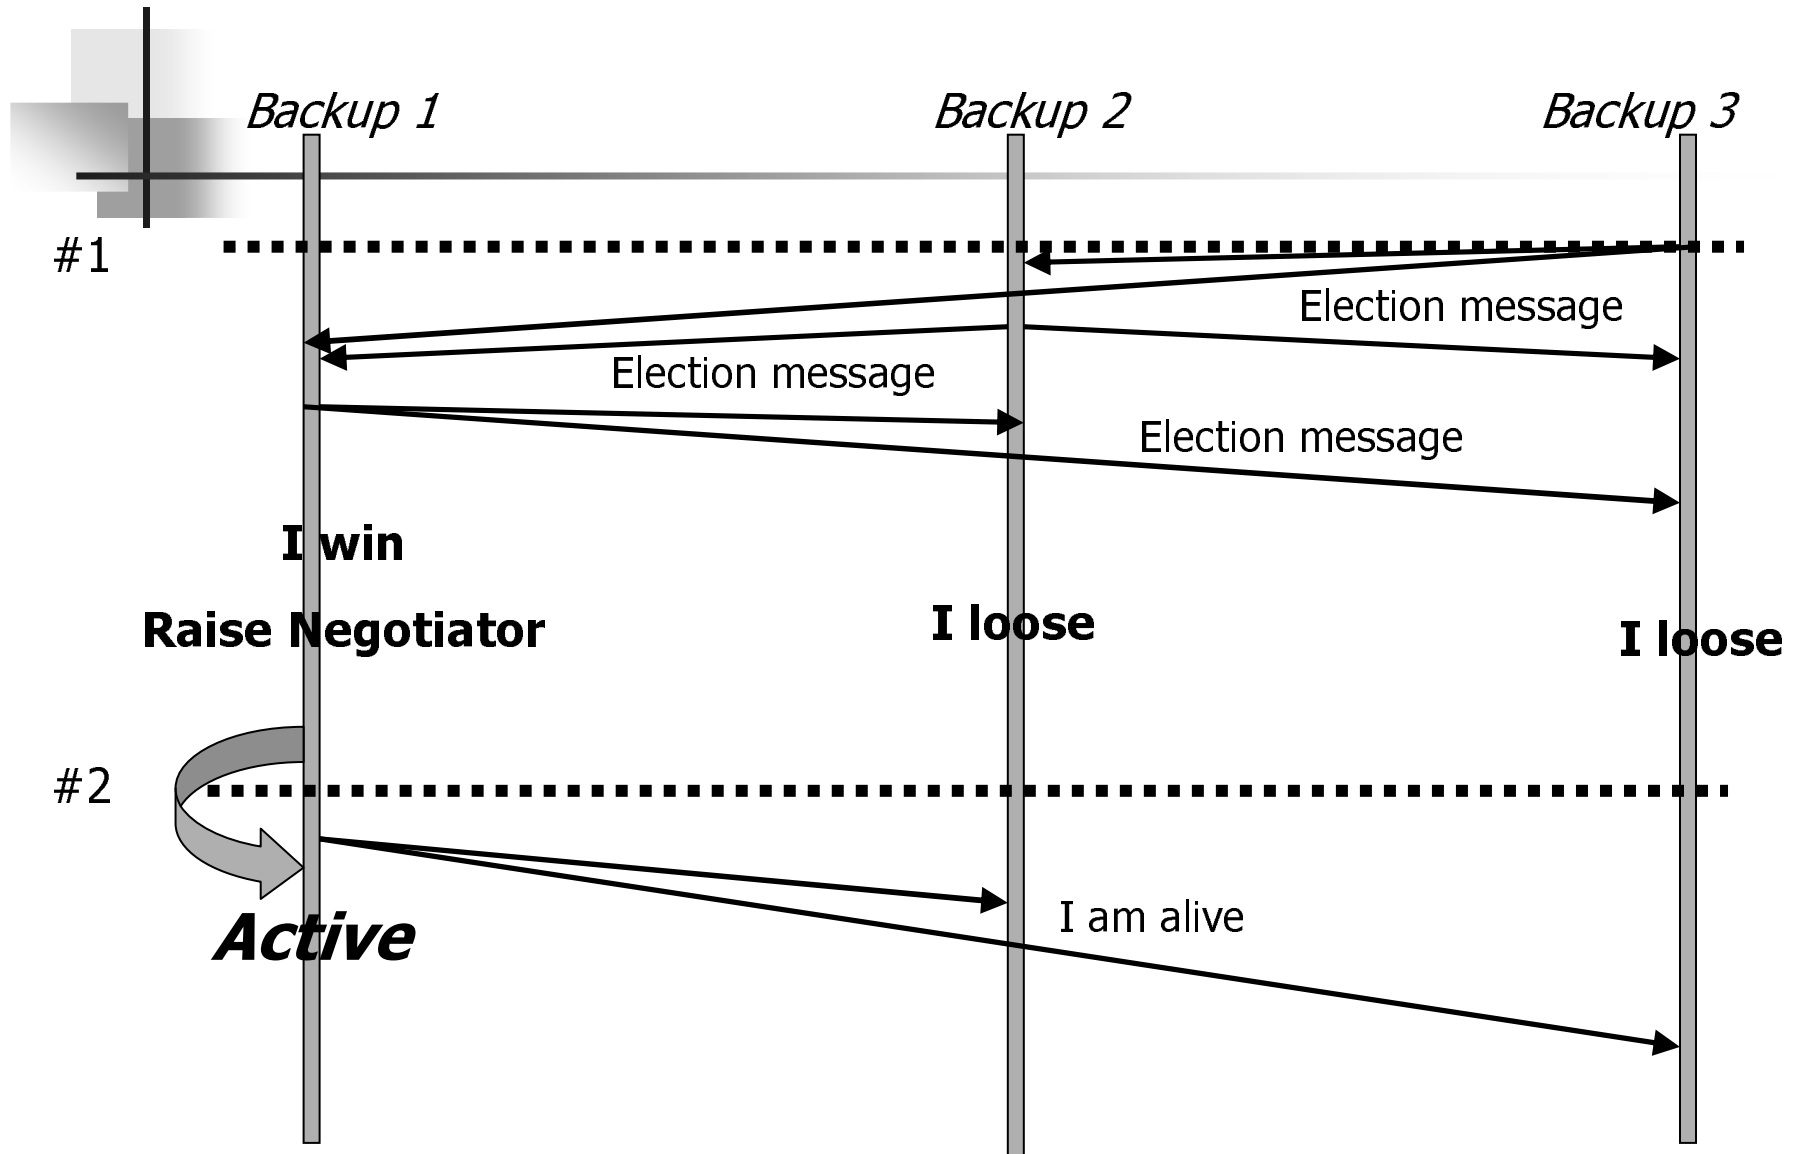 Backup 1
Backup 2
Backup 3
#1
Election message
Election message
Election message
I win
Raise Negotiator
I loose
I loose
#2
I am alive
Active